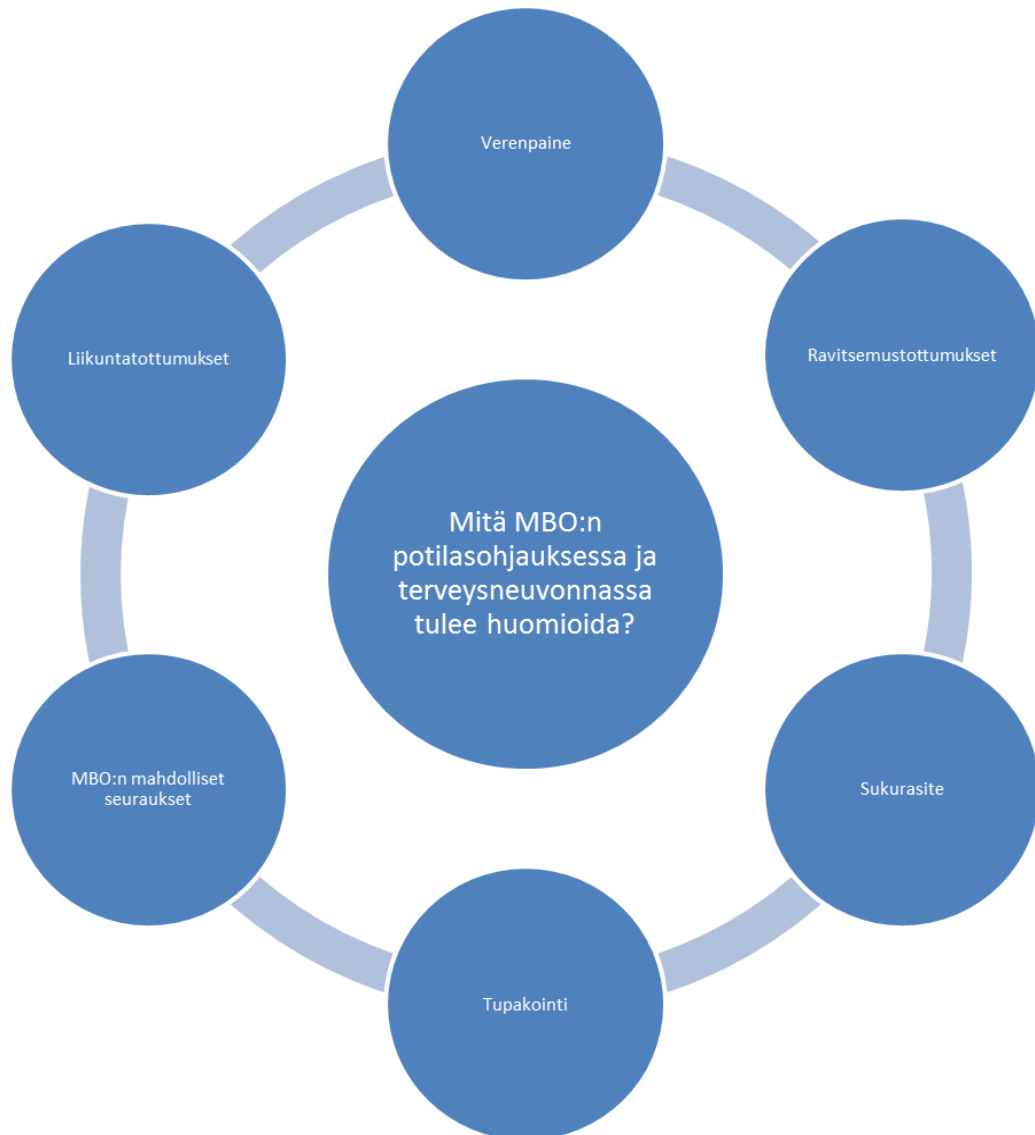 Verenpaine
Liikuntatottumukset
Ravitsemustottumukset
Mitä MBO:n
potilasohjauksessa ja
terveysneuvonnassa
tulee huomioida?
MBO:n mahdolliset
seuraukset
Sukurasite
Tupakointi